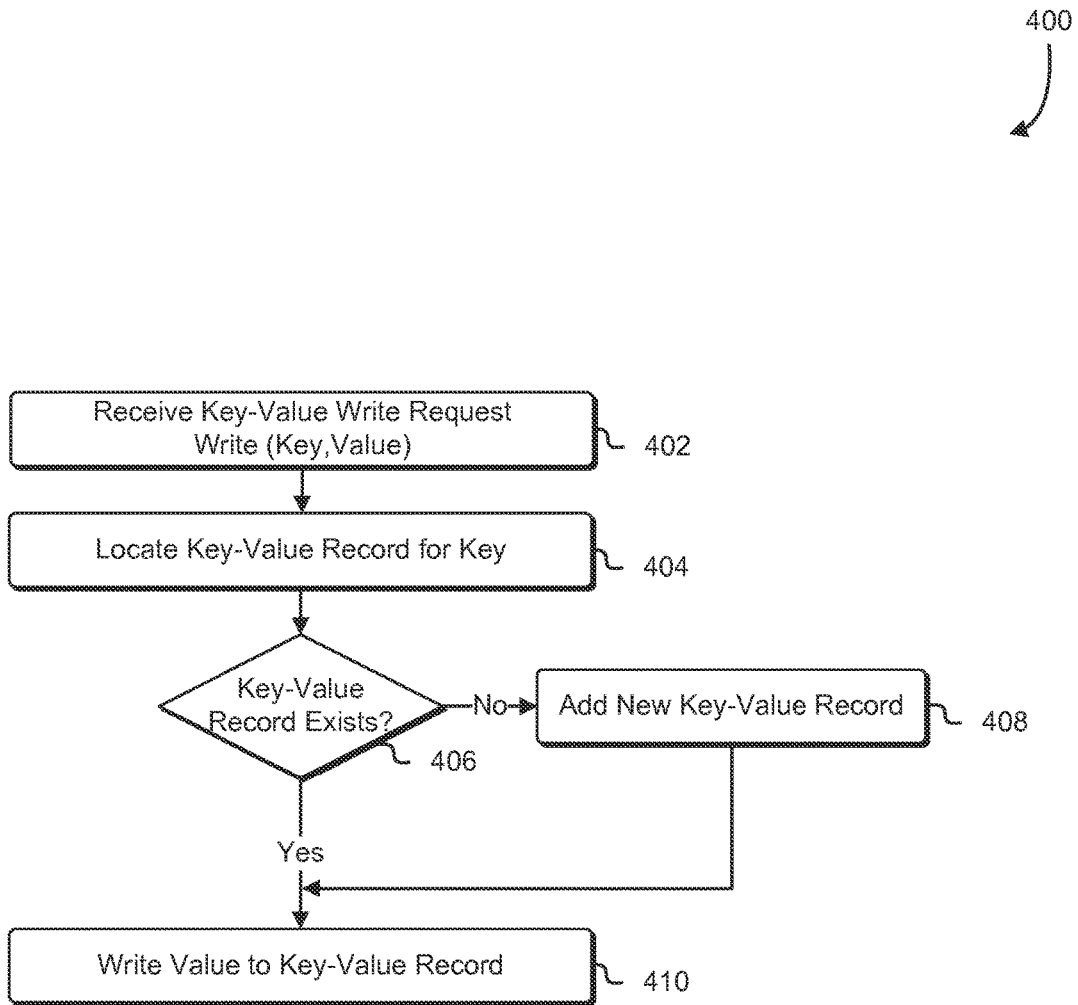 400
Receive Key-Value Write Request
Write (Key,Value)
402
Locate Key-Value Record for Key
404
Key-Value
Record Exists?
406
No
Add New Key-Value Record
408
Yes
Write Value to Key-Value Record
410